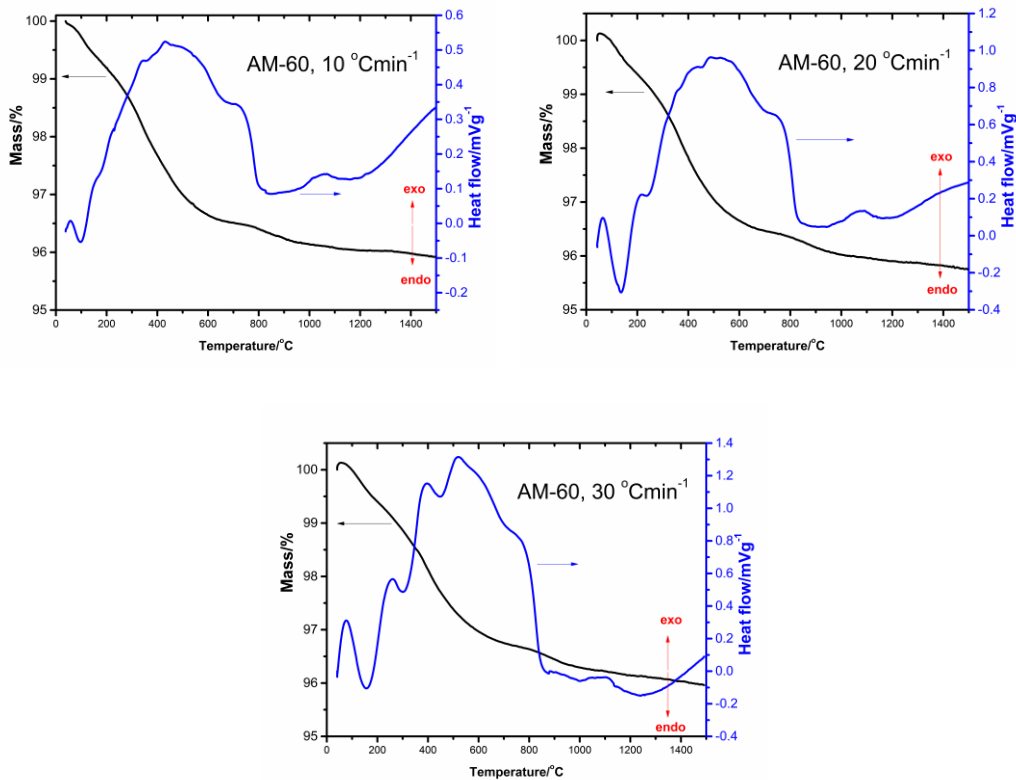 AM-60, 10 °Cmin-1
Mass/%
100
99
98
97
96
95
0 200 400 600 800 1000 1200 1400
Temperature/°C
0.6
0.5
0.4
0.3
0.2
0.1
0.0
-0.1
-0.2
Heat flow/mVg-1
exo
endo
AM-60, 20 °Cmin-1
Mass/%
100
99
98
97
96
95
0 200 400 600 800 1000 1200 1400
Temperature/°C
1.2
1.0
0.8
0.6
0.4
0.2
0.0
-0.2
-0.4
Heat flow/mVg-1
exo
endo
AM-60, 30 °Cmin-1
Mass/%
100
99
98
97
96
95
0 200 400 600 800 1000 1200 1400
Temperature/°C
1.4
1.2
1.0
0.8
0.6
0.4
0.2
0.0
-0.2
-0.4
Heat flow/mVg-1
exo
endo